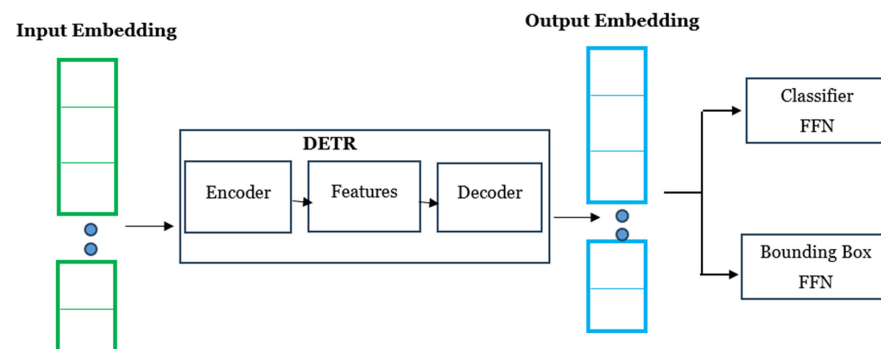 Input Embedding
Output Embedding
DETR
Encoder
Features
Decoder
Classifier
FFN
Bounding Box
FFN